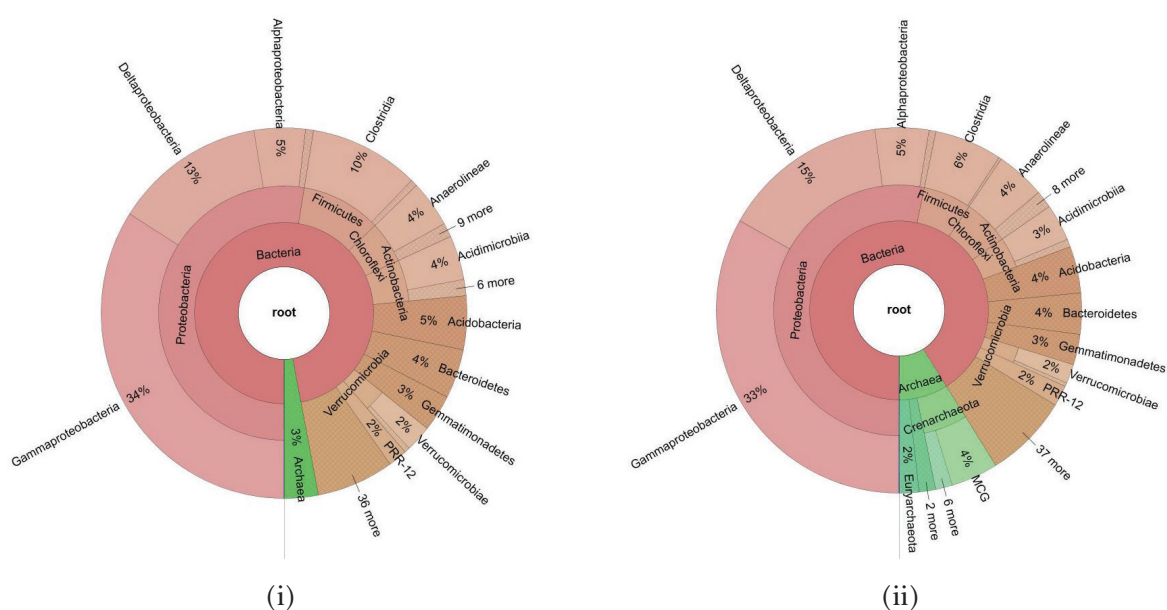 Alphaproteobacteria
5%
Deltaproteobacteria
13%
Clostridia
10%
Anaerolineae
4%
9 more
Acidimicrobiia
4%
6 more
Firmicutes
Chloroflexi
Actinobacteria
Bacteria
Proteobacteria
root
5%
Acidobacteria
4%
Bacteroidetes
3%
Gemmatimonadetes
Verrucomicrobia
2%
Verrucomicrobiae
2%
PRR-12
36 more
3%
Archaea
34%
Gammaproteobacteria
(i)
Alphaproteobacteria
5%
Deltaproteobacteria
15%
Clostridia
6%
Anaerolineae
4%
8 more
Acidimicrobiia
3%
Firmicutes
Chloroflexi
Actinobacteria
Bacteria
Proteobacteria
root
4%
Acidobacteria
4%
Bacteroidetes
3%
Gemmatimonadetes
Verrucomicrobia
2%
Verrucomicrobiae
2%
PRR-12
37 more
Archaea
Crenarchaeota
4%
MCG
6 more
2 more
2%
Euryarchaeota
33%
Gammaproteobacteria
(ii)